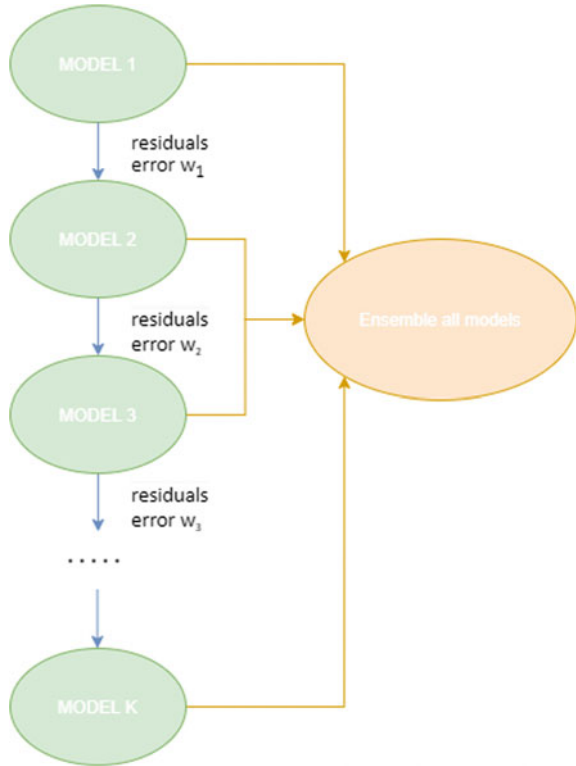 MODEL 1
residuals
error w₁
MODEL 2
residuals
error w₂
Ensemble all models
MODEL 3
residuals
error w₃
.....
MODEL K